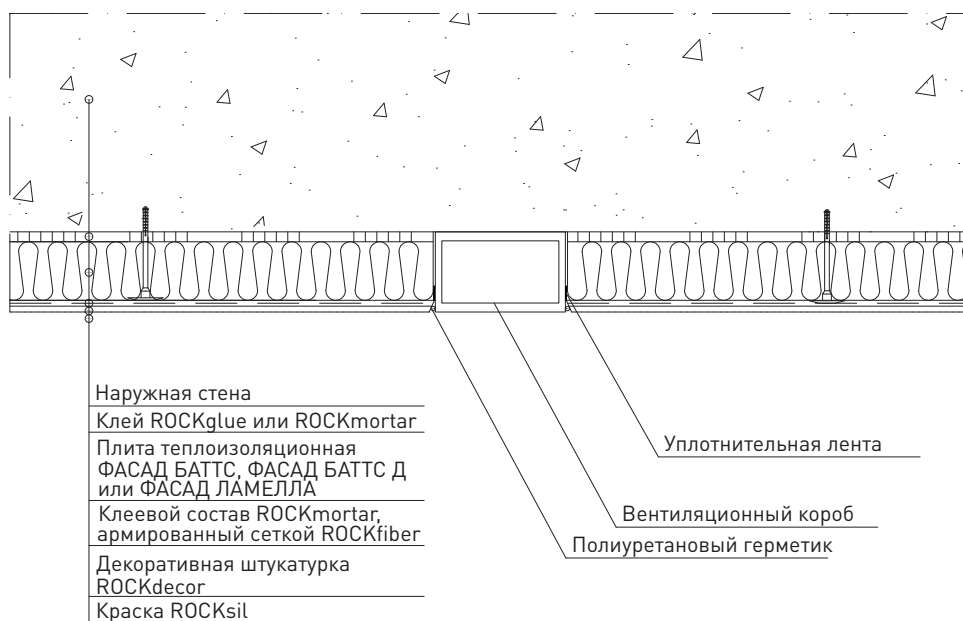 Наружная стена
Клей ROCKglue или ROCKmortar
Плита теплоизоляционная
ФАСАД БАТТС, ФАСАД БАТТС Д
или ФАСАД ЛАМЕЛЛА
Клеевой состав ROCKmortar,
армированный сеткой ROCKfiber
Декоративная штукатурка
ROCKdecor
Краска ROCKsil
Уплотнительная лента
Вентиляционный короб
Полиуретановый герметик